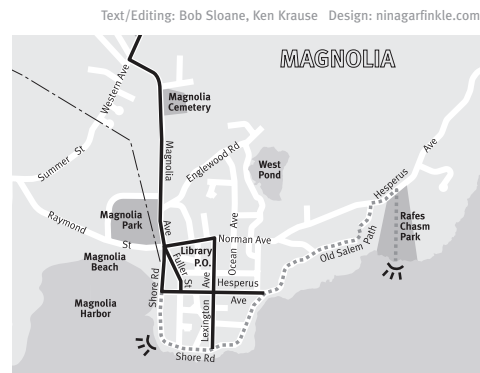 Text/Editing: Bob Sloane, Ken Krause Design: ninagarfinkle.com
MAGNOLIA
Western Ave
Magnolia
Cemetery
Summer St
Magnolia
Ave
Englewood Rd
West
Pond
Hesperus
Ave
Raymond
St
Magnolia
Park
Rafes
Chasm
Park
Norman Ave
Library
P.O.
Old Salem Path
Magnolia
Beach
Fuller St
Ocean Ave
Hesperus
Ave
Magnolia
Harbor
Shore Rd
Lexington Ave
Shore Rd